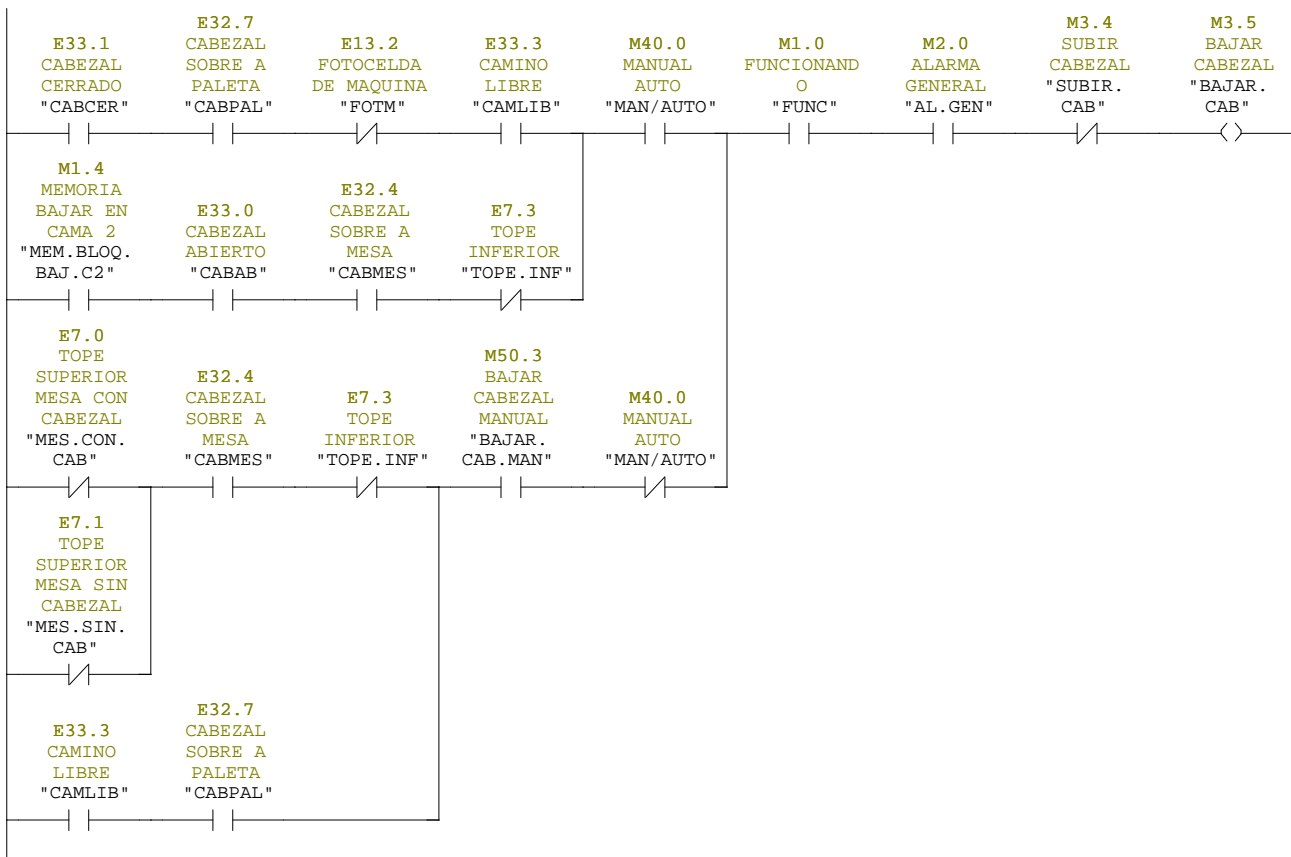 E33.1
CABEZAL
CERRADO
"CABCER"
E32.7
CABEZAL
SOBRE A
PALETA
"CABPAL"
E13.2
FOTOCELDA
DE MAQUINA
"FOTM"
E33.3
CAMINO
LIBRE
"CAMLIB"
M40.0
MANUAL
AUTO
"MAN/AUTO"
M1.0
FUNCIONAND
O
"FUNC"
M2.0
ALARMA
GENERAL
"AL.GEN"
M3.4
SUBIR
CABEZAL
"SUBIR.
CAB"
M3.5
BAJAR
CABEZAL
"BAJAR.
CAB"
M1.4
MEMORIA
BAJAR EN
CAMA 2
"MEM.BLOQ.
BAJ.C2"
E33.0
CABEZAL
ABIERTO
"CABAB"
E32.4
CABEZAL
SOBRE A
MESA
"CABMES"
E7.3
TOPE
INFERIOR
"TOPE.INF"
E7.0
TOPE
SUPERIOR
MESA CON
CABEZAL
"MES.CON.
CAB"
E32.4
CABEZAL
SOBRE A
MESA
"CABMES"
E7.3
TOPE
INFERIOR
"TOPE.INF"
M50.3
BAJAR
CABEZAL
MANUAL
"BAJAR.
CAB.MAN"
M40.0
MANUAL
AUTO
"MAN/AUTO"
E7.1
TOPE
SUPERIOR
MESA SIN
CABEZAL
"MES.SIN.
CAB"
E33.3
CAMINO
LIBRE
"CAMLIB"
E32.7
CABEZAL
SOBRE A
PALETA
"CABPAL"